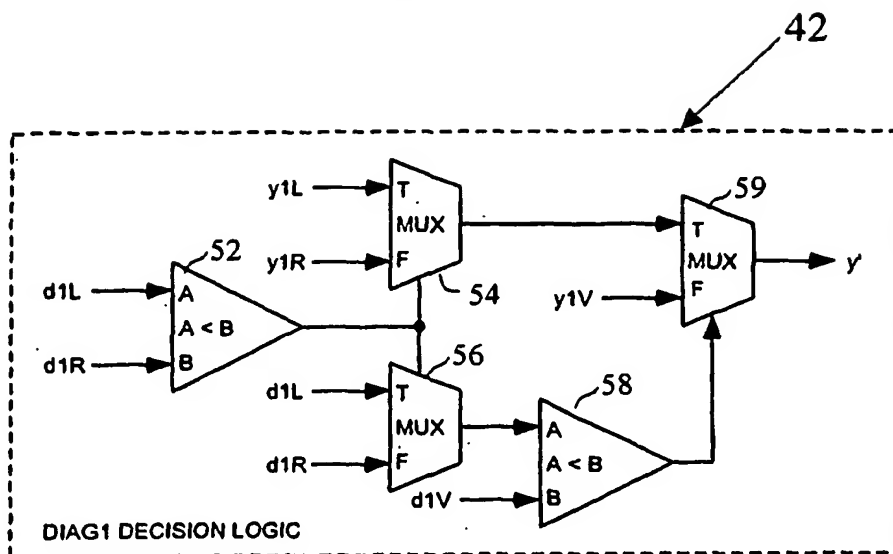 42
y1L
T
MUX
y1R
F
54
59
T
MUX
y1V
F
y'
52
d1L
A
A < B
d1R
B
56
d1L
T
MUX
d1R
F
58
A
A < B
d1V
B
DIAG1 DECISION LOGIC